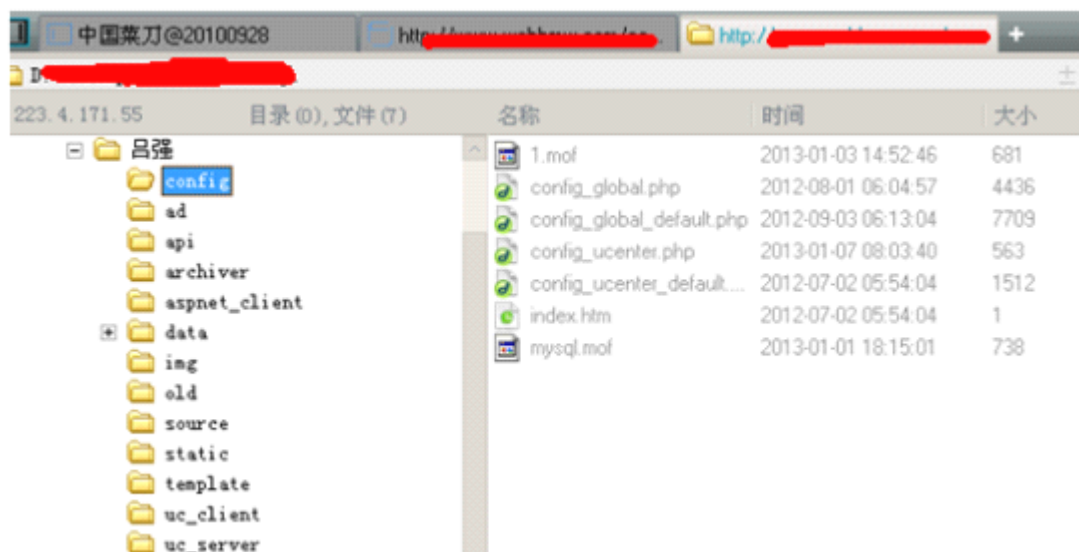 中国菜刀@20100928
http:/
http:/
223.4.171.55 目录(0),文件(7) 名称 时间 大小
吕强
config
ad
api
archiver
aspnet_client
data
img
old
source
static
template
uc_client
uc_server
1.mof 2013-01-03 14:52:46 681
config_global.php 2012-08-01 06:04:57 4436
config_global_default.php 2012-09-03 06:13:04 7709
config_ucenter.php 2013-01-07 08:03:40 563
config_ucenter_default.... 2012-07-02 05:54:04 1512
index.htm 2012-07-02 05:54:04 1
mysql.mof 2013-01-01 18:15:01 738